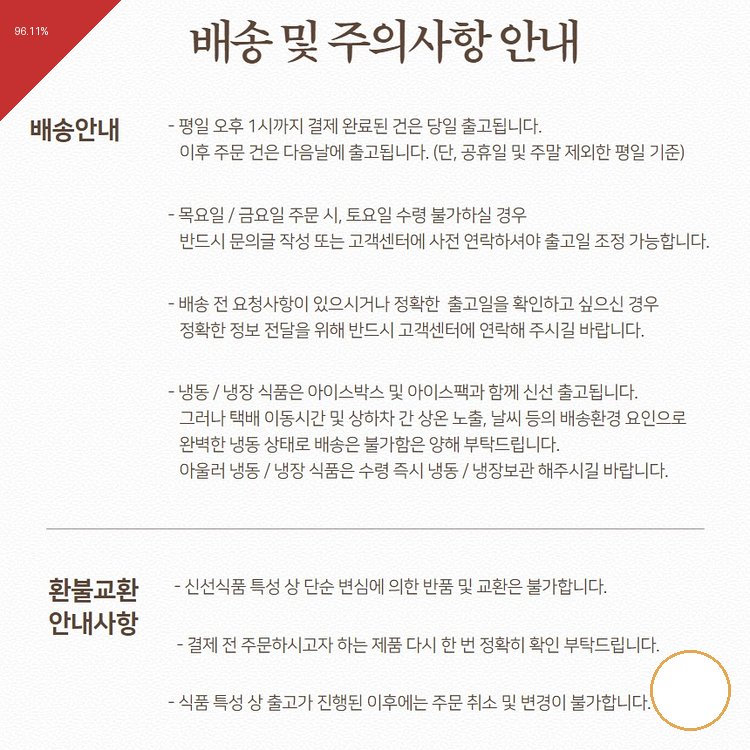 96.11%
배송 및 주의사항 안내
배송안내
- 평일 오후 1시까지 결제 완료된 건은 당일 출고됩니다.
이후 주문 건은 다음날에 출고됩니다. (단, 공휴일 및 주말 제외한 평일 기준)
- 목요일 / 금요일 주문 시, 토요일 수령 불가하실 경우
반드시 문의글 작성 또는 고객센터에 사전 연락하셔야 출고일 조정 가능합니다.
- 배송 전 요청사항이 있으시거나 정확한 출고일을 확인하고 싶으신 경우
정확한 정보 전달을 위해 반드시 고객센터에 연락해 주시길 바랍니다.
- 냉동 / 냉장 식품은 아이스박스 및 아이스팩과 함께 신선 출고됩니다.
그러나 택배 이동시간 및 상하차 간 상온 노출, 날씨 등의 배송환경 요인으로
완벽한 냉동 상태로 배송은 불가함은 양해 부탁드립니다.
아울러 냉동 / 냉장 식품은 수령 즉시 냉동 / 냉장보관 해주시길 바랍니다.
환불교환
안내사항
- 신선식품 특성 상 단순 변심에 의한 반품 및 교환은 불가합니다.
- 결제 전 주문하시고자 하는 제품 다시 한 번 정확히 확인 부탁드립니다.
- 식품 특성 상 출고가 진행된 이후에는 주문 취소 및 변경이 불가합니다.